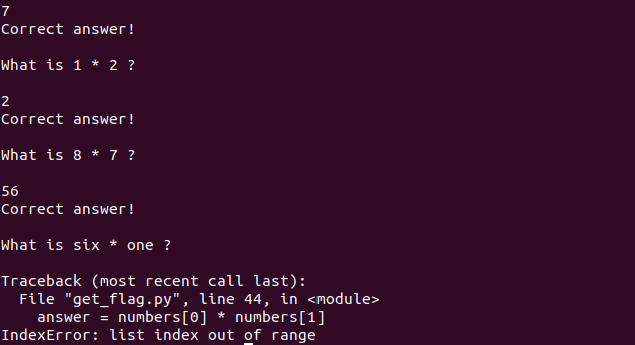 7
Correct answer!
What is 1 * 2 ?
2
Correct answer!
What is 8 * 7 ?
56
Correct answer!
What is six * one ?
Traceback (most recent call last):
  File "get_flag.py", line 44, in <module>
    answer = numbers[0] * numbers[1]
IndexError: list index out of range